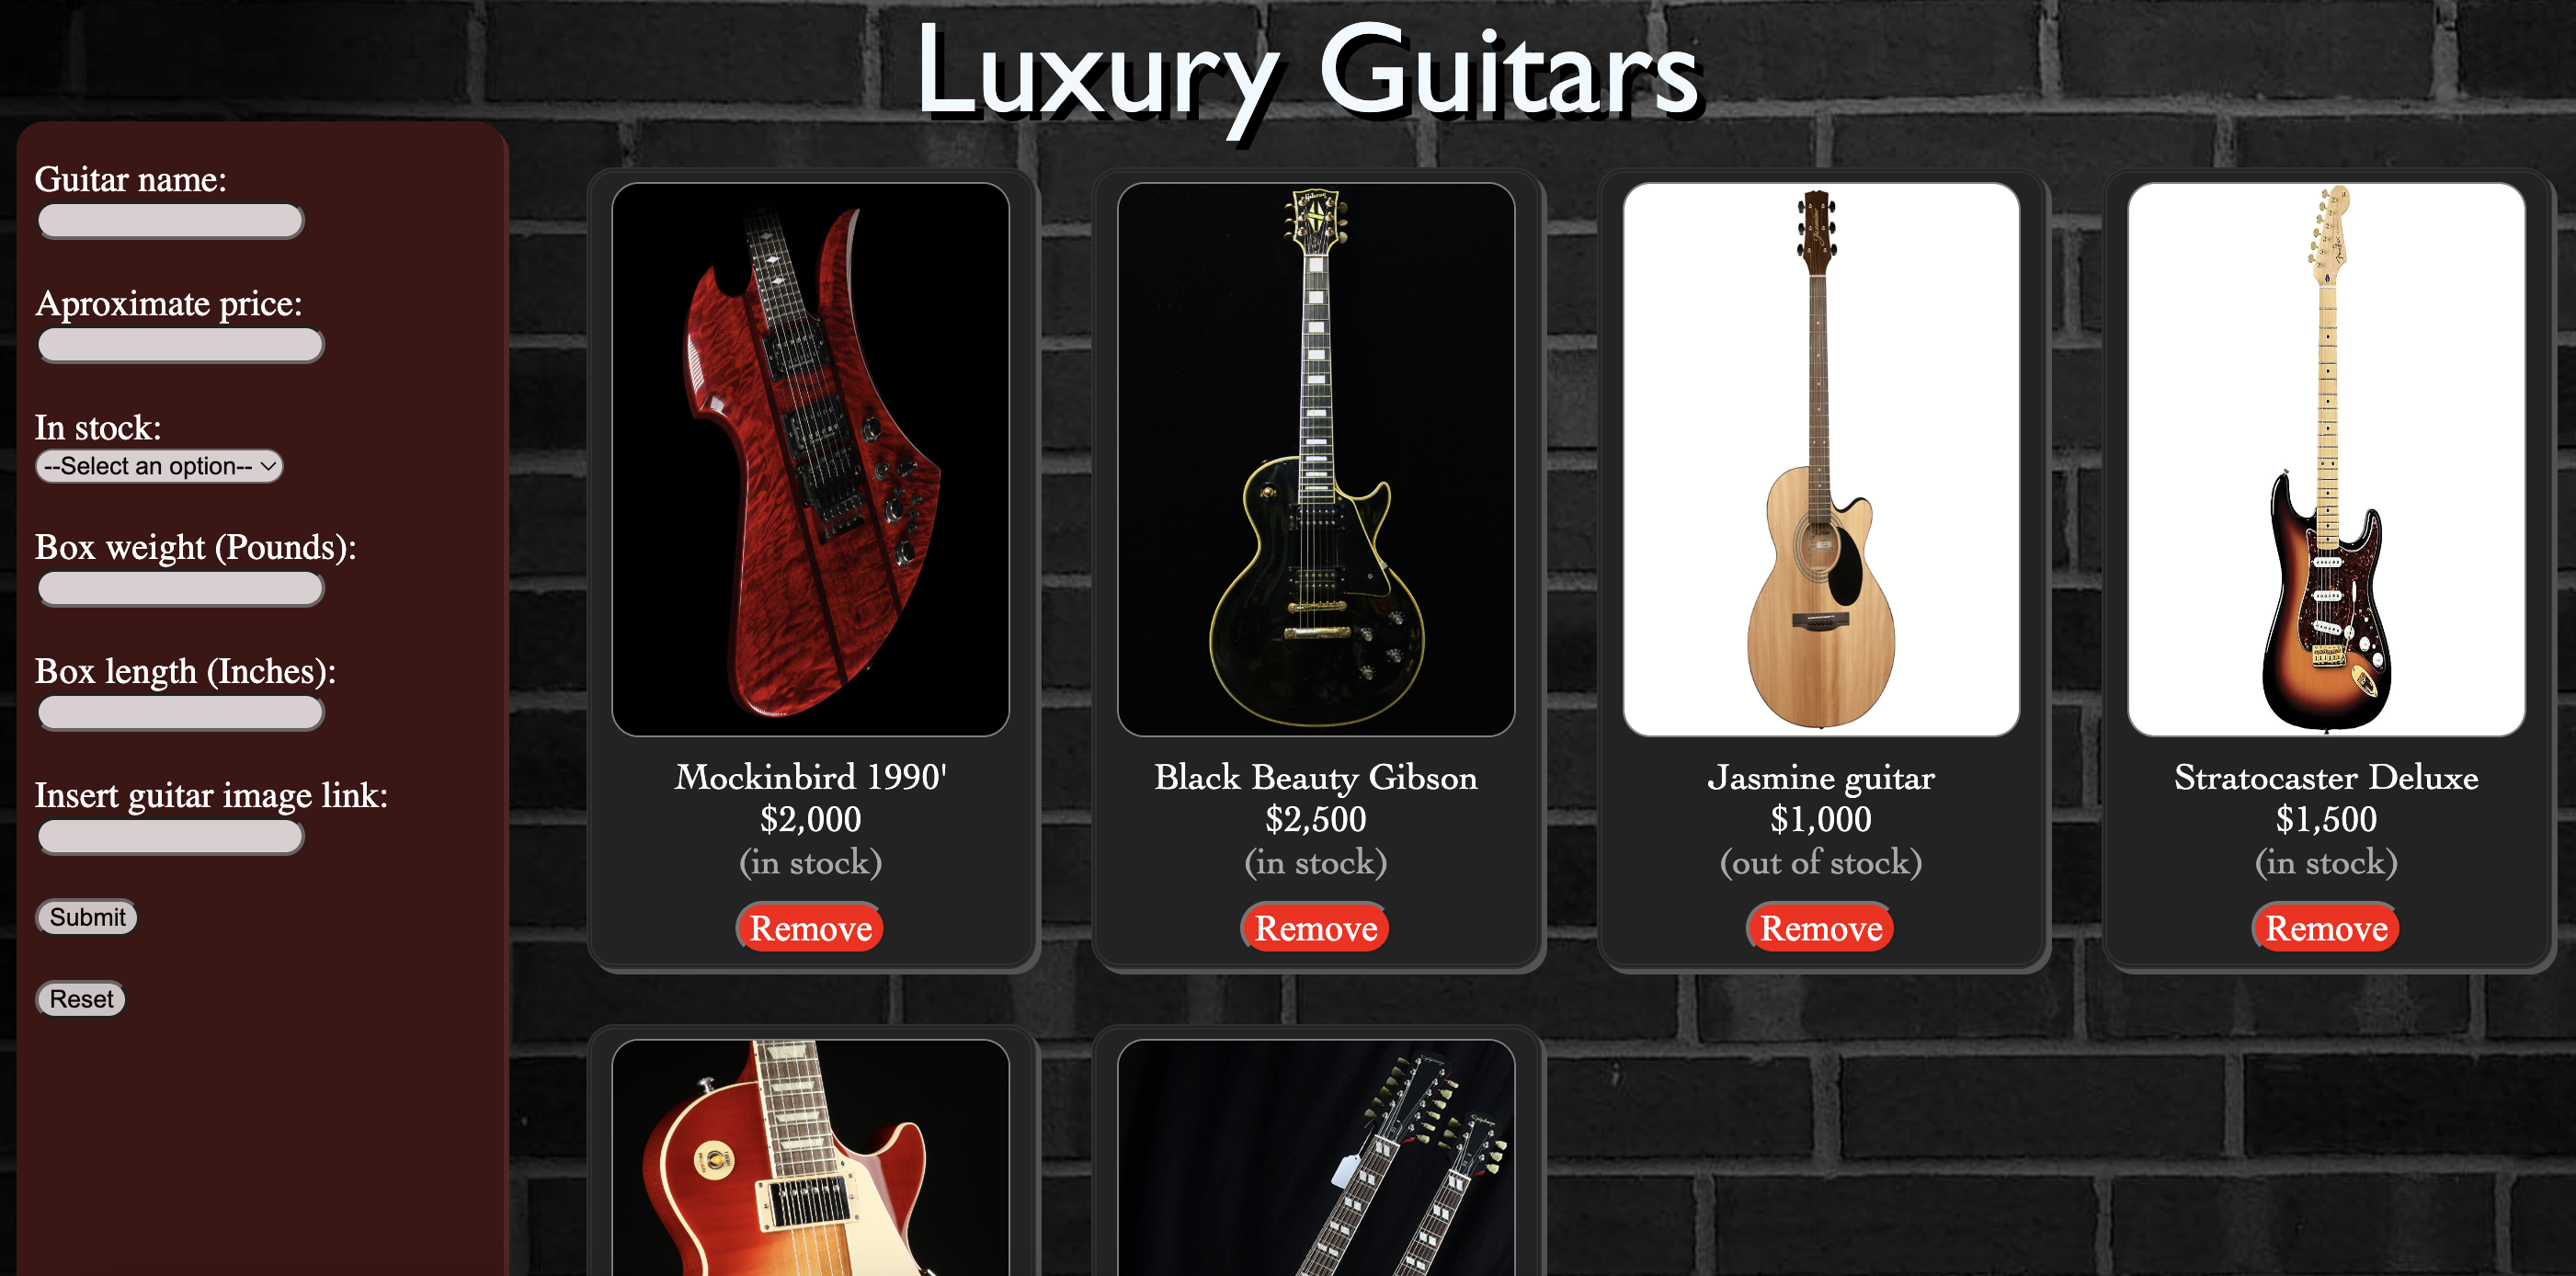 Luxury Guitars
Guitar name:
Aproximate price:
In stock:
--Select an option--
Box weight (Pounds):
Box length (Inches):
Insert guitar image link:
Submit
Reset
Mockinbird 1990'
$2,000
(in stock)
Remove
Black Beauty Gibson
$2,500
(in stock)
Remove
Jasmine guitar
$1,000
(out of stock)
Remove
Stratocaster Deluxe
$1,500
(in stock)
Remove